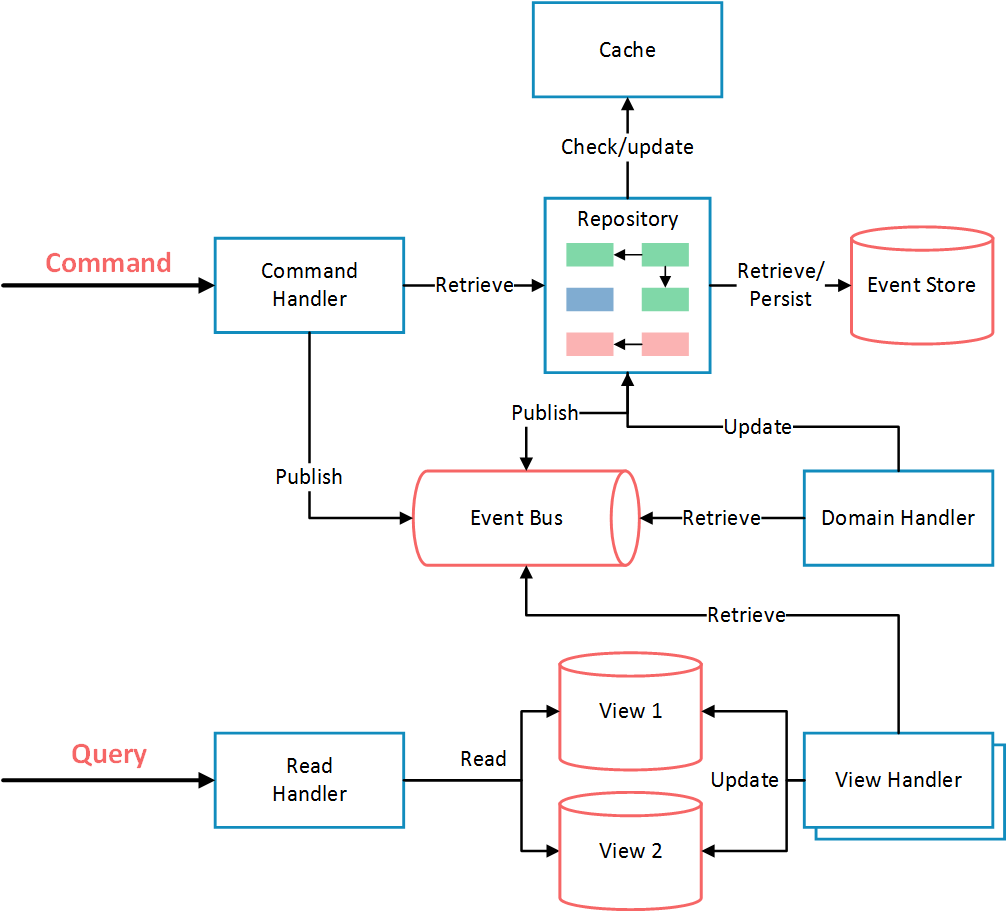 Cache
Check/update
Repository
Command
Command
Handler
Retrieve
Retrieve/
Persist
Event Store
Publish
Update
Publish
Event Bus
Retrieve
Domain Handler
Retrieve
View 1
Query
Read
Handler
Read
Update
View Handler
View 2